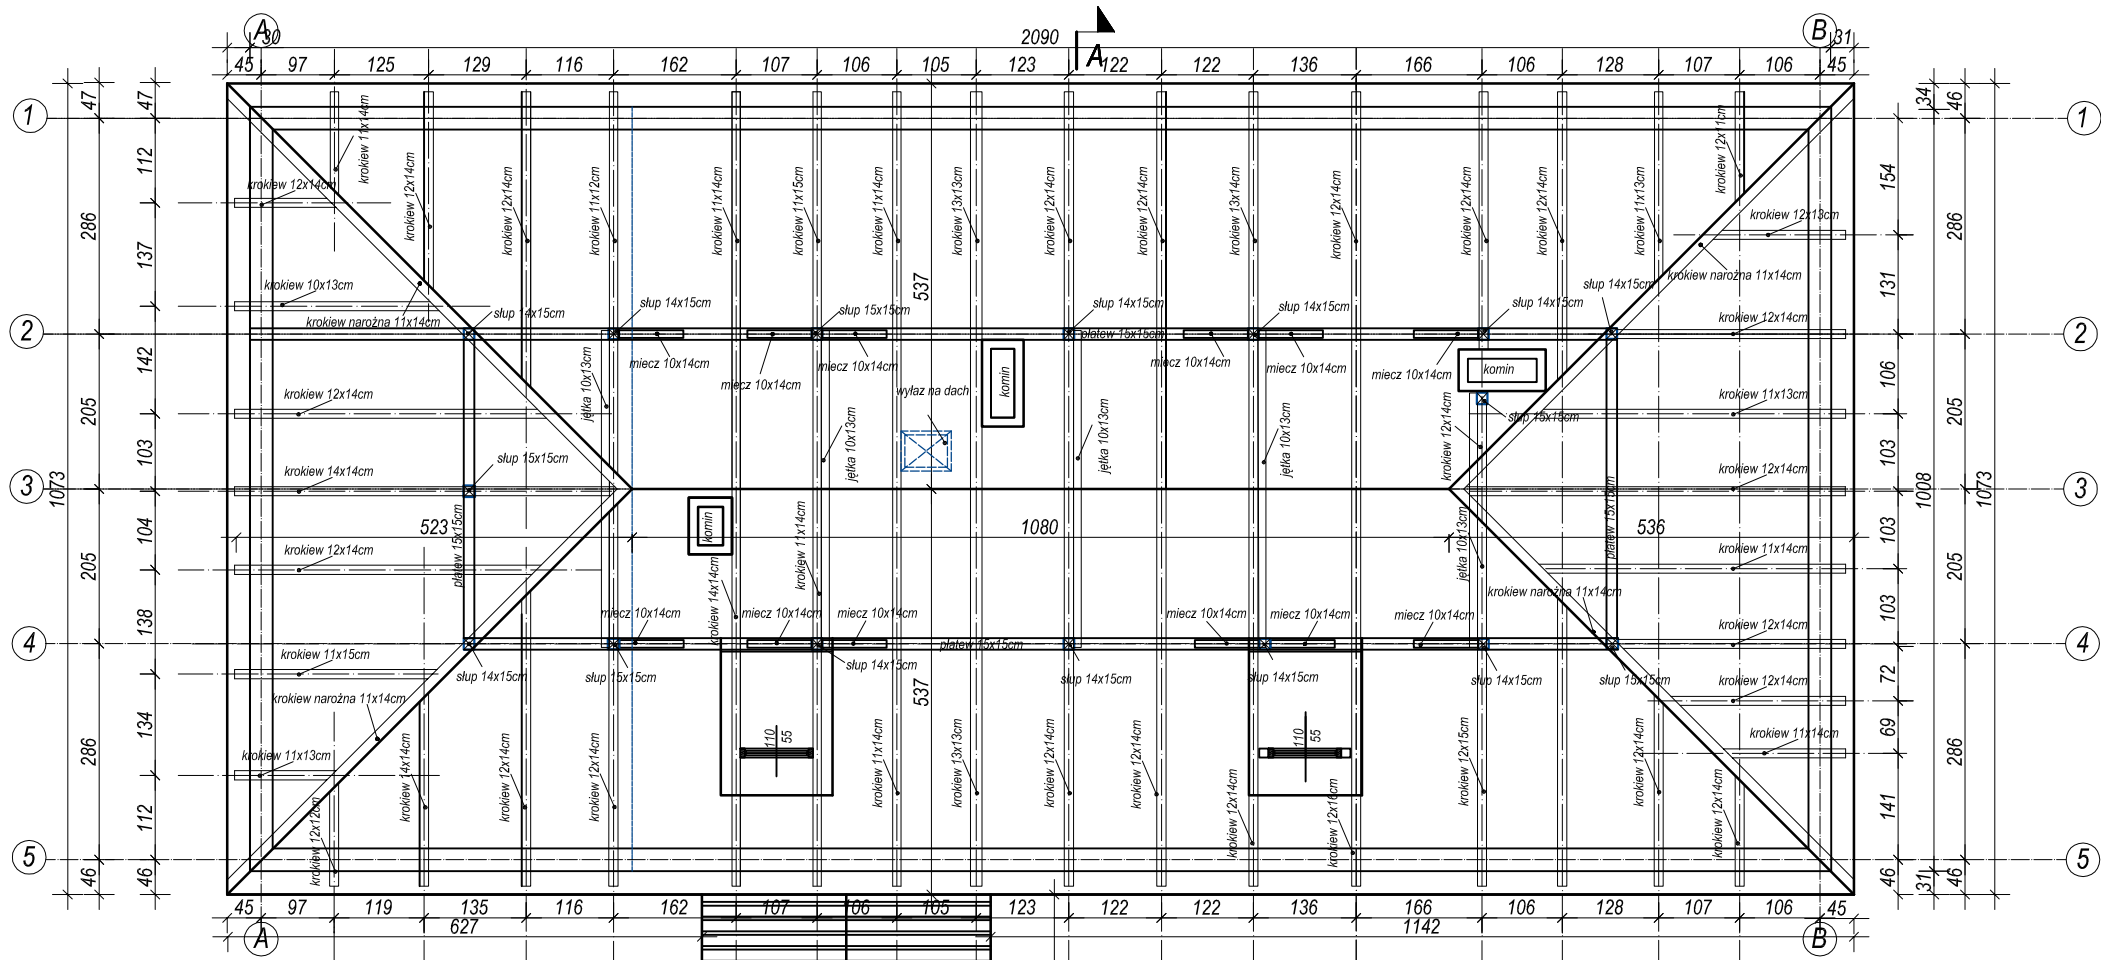 A
30
2090
A
B
31
45
97
125
129
116
162
107
106
105
123
122
122
136
166
106
128
107
106
45
47
47
34
46
1
1
krokiew 11x14cm
krokiew 12x14cm
krokiew 12x14cm
krokiew 11x12cm
krokiew 11x14cm
krokiew 11x15cm
krokiew 11x14cm
krokiew 13x13cm
krokiew 12x14cm
krokiew 12x14cm
krokiew 13x14cm
krokiew 12x14cm
krokiew 12x14cm
krokiew 12x14cm
krokiew 11x13cm
krokiew 12x11cm
112
154
krokiew 12x14cm
krokiew 12x13cm
286
137
537
286
131
krokiew 10x13cm
krokiew narożna 11x14cm
krokiew narożna 11x14cm
słup 14x15cm
słup 14x15cm
słup 15x15cm
słup 14x15cm
słup 14x15cm
słup 14x15cm
słup 14x15cm
krokiew 12x14cm
2
2
płatew 15x15cm
142
miecz 10x14cm
miecz 10x14cm
miecz 10x14cm
miecz 10x14cm
miecz 10x14cm
miecz 10x14cm
komin
komin
106
jętka 10x13cm
wyłaz na dach
krokiew 12x14cm
krokiew 11x13cm
205
słup 15x15cm
205
jętka 10x13cm
jętka 10x13cm
jętka 10x13cm
krokiew 12x14cm
103
103
słup 15x15cm
krokiew 14x14cm
krokiew 12x14cm
3
3
1073
1008
1073
523
komin
1080
536
104
103
płatew 15x15cm
płatew 15x15cm
jętka 10x13cm
krokiew 12x14cm
krokiew 11x14cm
krokiew 11x14cm
205
205
krokiew 14x14cm
krokiew narożna 11x14cm
138
103
miecz 10x14cm
miecz 10x14cm
miecz 10x14cm
miecz 10x14cm
miecz 10x14cm
miecz 10x14cm
krokiew 12x14cm
4
4
płatew 15x15cm
krokiew 11x15cm
słup 14x15cm
słup 15x15cm
słup 14x15cm
słup 14x15cm
słup 14x15cm
słup 14x15cm
słup 15x15cm
krokiew 12x14cm
72
krokiew narożna 11x14cm
537
134
69
krokiew 11x13cm
krokiew 11x14cm
286
286
110
55
110
55
krokiew 14x14cm
krokiew 12x14cm
krokiew 12x14cm
krokiew 11x14cm
krokiew 13x13cm
krokiew 12x14cm
krokiew 12x14cm
krokiew 12x15cm
krokiew 12x14cm
112
141
krokiew 12x12cm
krokiew 12x14cm
krokiew 12x16cm
krokiew 12x14cm
5
5
46
46
46
31
46
45
97
119
135
116
162
107
106
105
123
122
122
136
166
106
128
107
106
45
627
1142
A
B